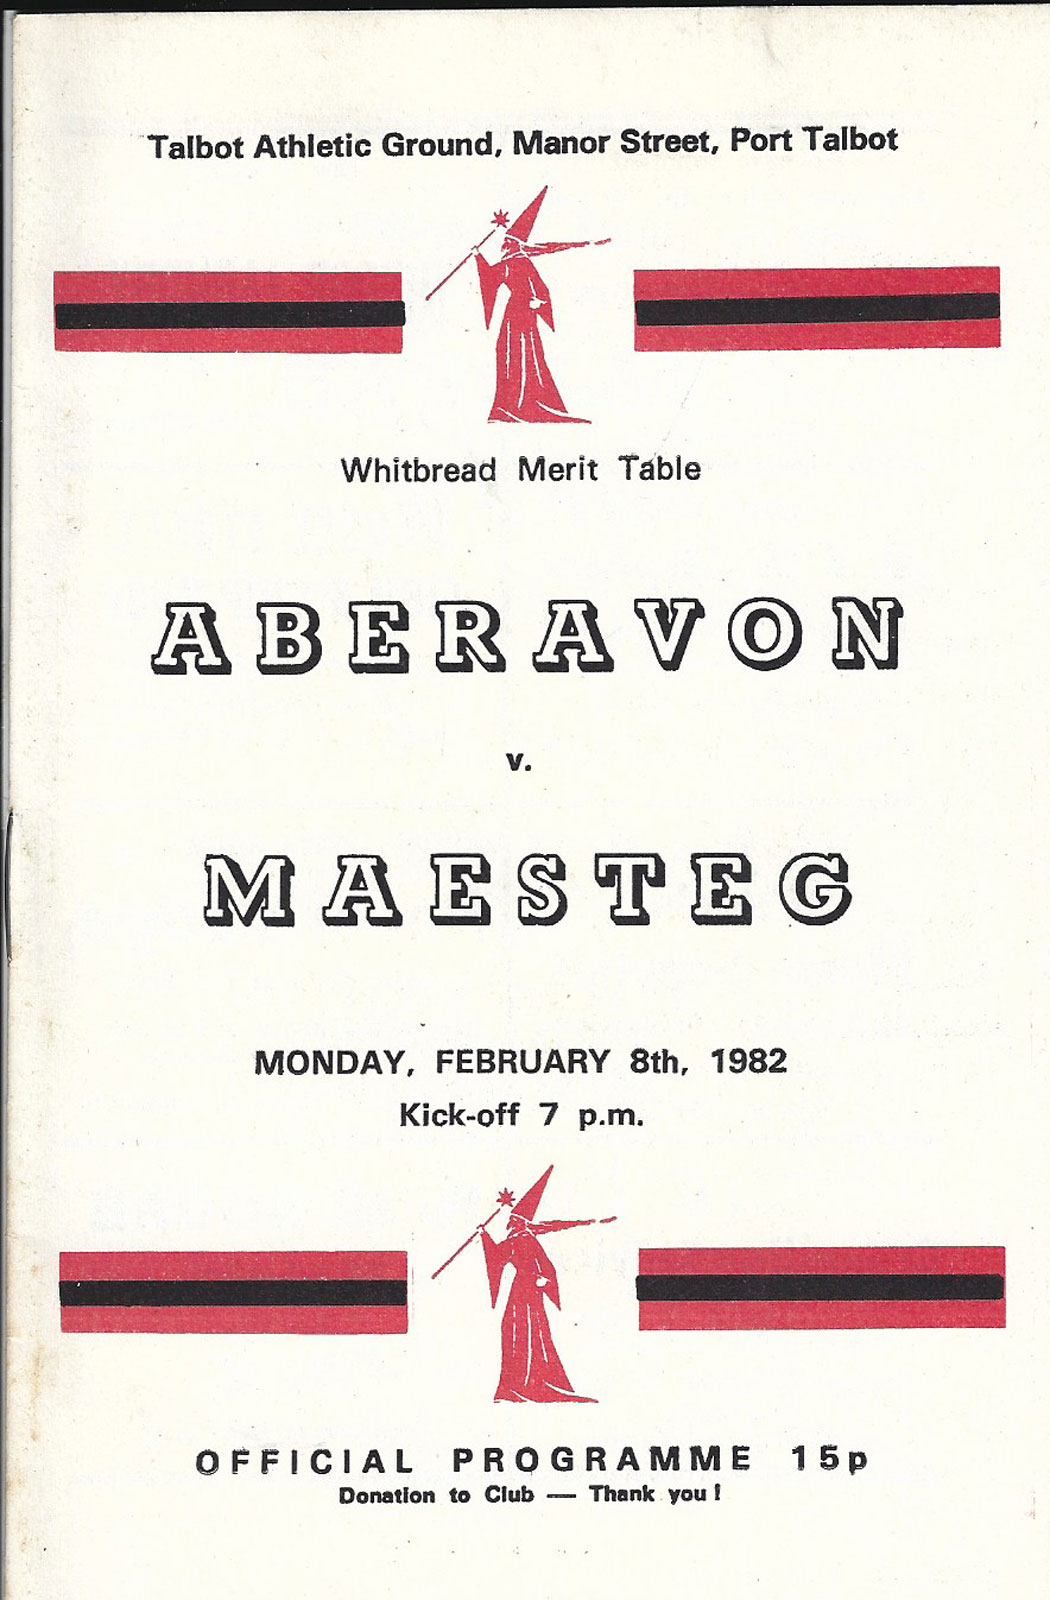 Talbot Athletic Ground, Manor Street, Port Talbot
Whitbread Merit Table
ABERAVON
v.
MAESTEG
MONDAY, FEBRUARY 8th, 1982
Kick-off 7 p.m.
OFFICIAL PROGRAMME 15p
Donation to Club — Thank you!